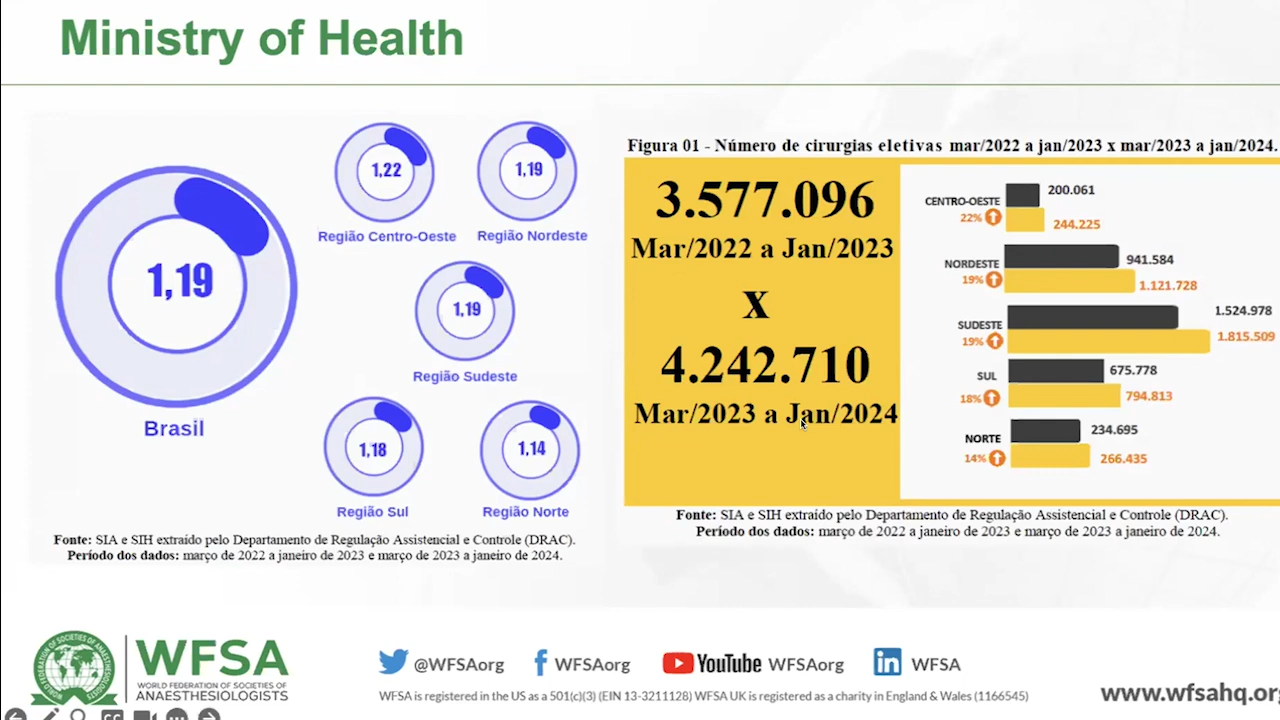 Ministry of Health
1,19
Brasil
1,22
Região Centro-Oeste
1,19
Região Nordeste
1,19
Região Sudeste
1,18
Região Sul
1,14
Região Norte
Fonte: SIA e SIH extraído pelo Departamento de Regulação Assistencial e Controle (DRAC).
Período dos dados: março de 2022 a janeiro de 2023 e março de 2023 a janeiro de 2024.
Figura 01 - Número de cirurgias eletivas mar/2022 a jan/2023 x mar/2023 a jan/2024.
3.577.096
Mar/2022 a Jan/2023
x
4.242.710
Mar/2023 a Jan/2024
CENTRO-OESTE
22%
200.061
244.225
NORDESTE
19%
941.584
1.121.728
SUDESTE
19%
1.524.978
1.815.509
SUL
18%
675.778
794.813
NORTE
14%
234.695
266.435
Fonte: SIA e SIH extraído pelo Departamento de Regulação Assistencial e Controle (DRAC).
Período dos dados: março de 2022 a janeiro de 2023 e março de 2023 a janeiro de 2024.
WFSA
WORLD FEDERATION OF SOCIETIES OF
ANAESTHESIOLOGISTS
@WFSAorg
WFSAorg
YouTube WFSAorg
in WFSA
WFSA is registered in the US as a 501(c)(3) (EIN 13-3211128) WFSA UK is registered as a charity in England & Wales (1166545)
www.wfsahq.org